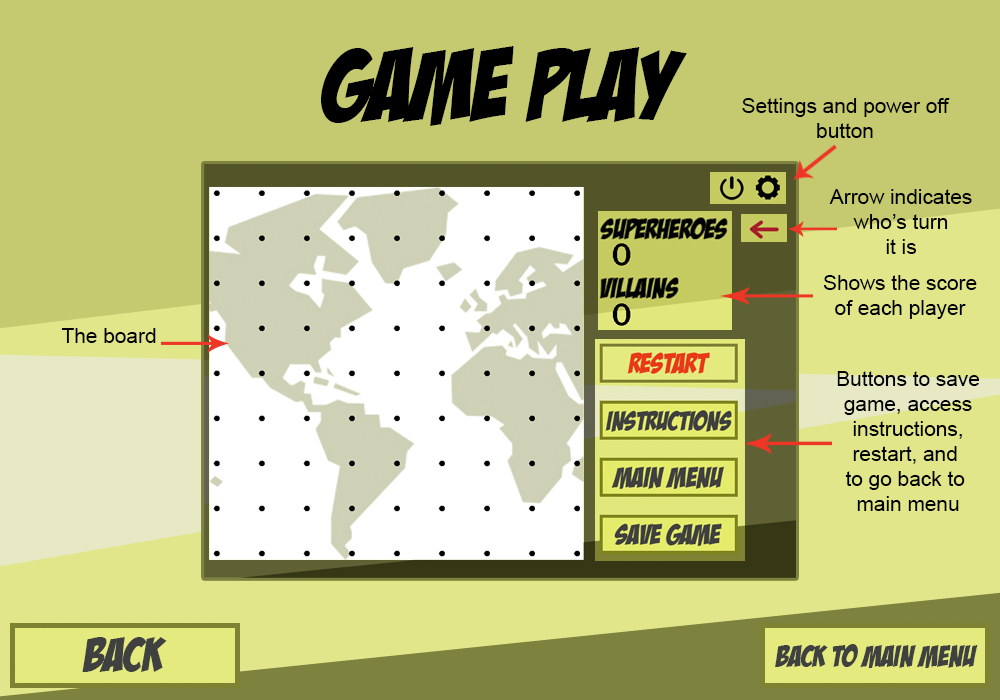 GAME PLAY
Settings and power off
button
Arrow indicates
who's turn
it is
SUPERHEROES
0
VILLAINS
0
Shows the score
of each player
The board
RESTART
INSTRUCTIONS
MAIN MENU
SAVE GAME
Buttons to save
game, access
instructions,
restart, and
to go back to
main menu
BACK
BACK TO MAIN MENU